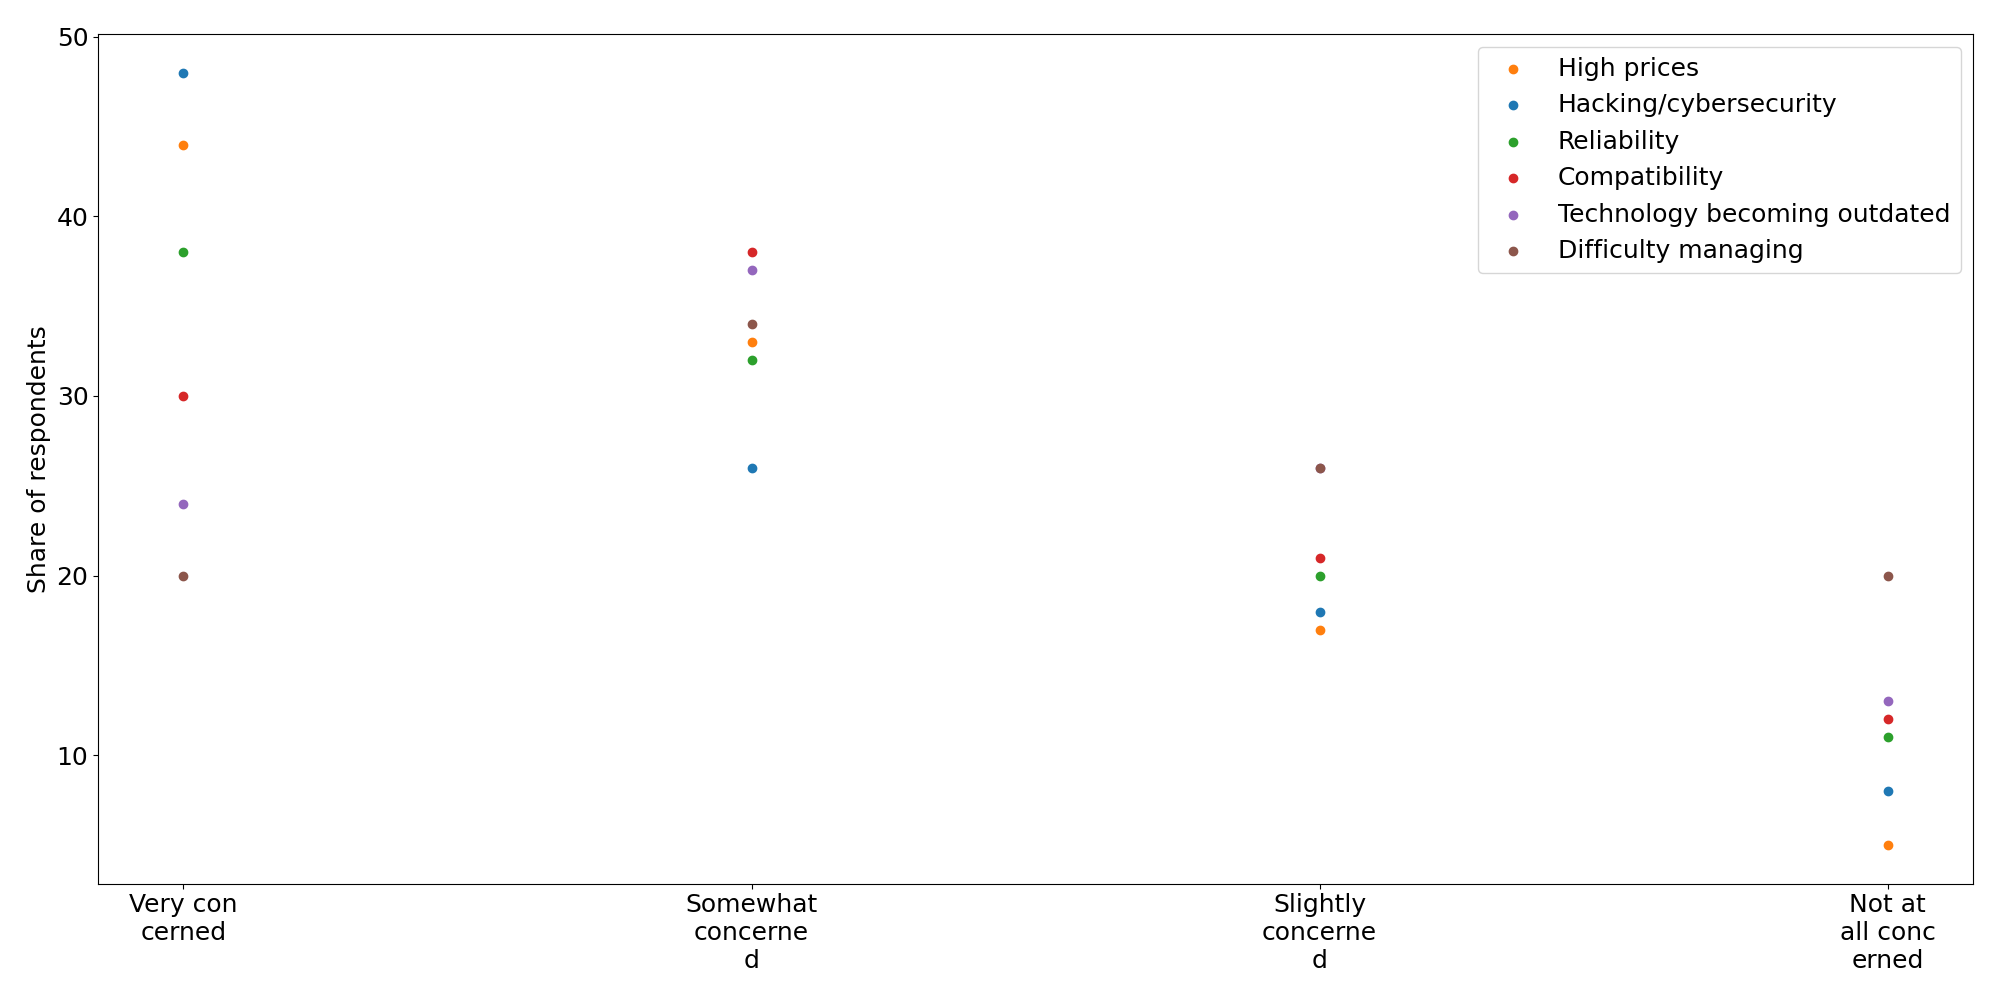 50
40
30
20
10
Share of respondents
High prices
Hacking/cybersecurity
Reliability
Compatibility
Technology becoming outdated
Difficulty managing
Very con
cerned
Somewhat
concerne
d
Slightly
concerne
d
Not at
all conc
erned